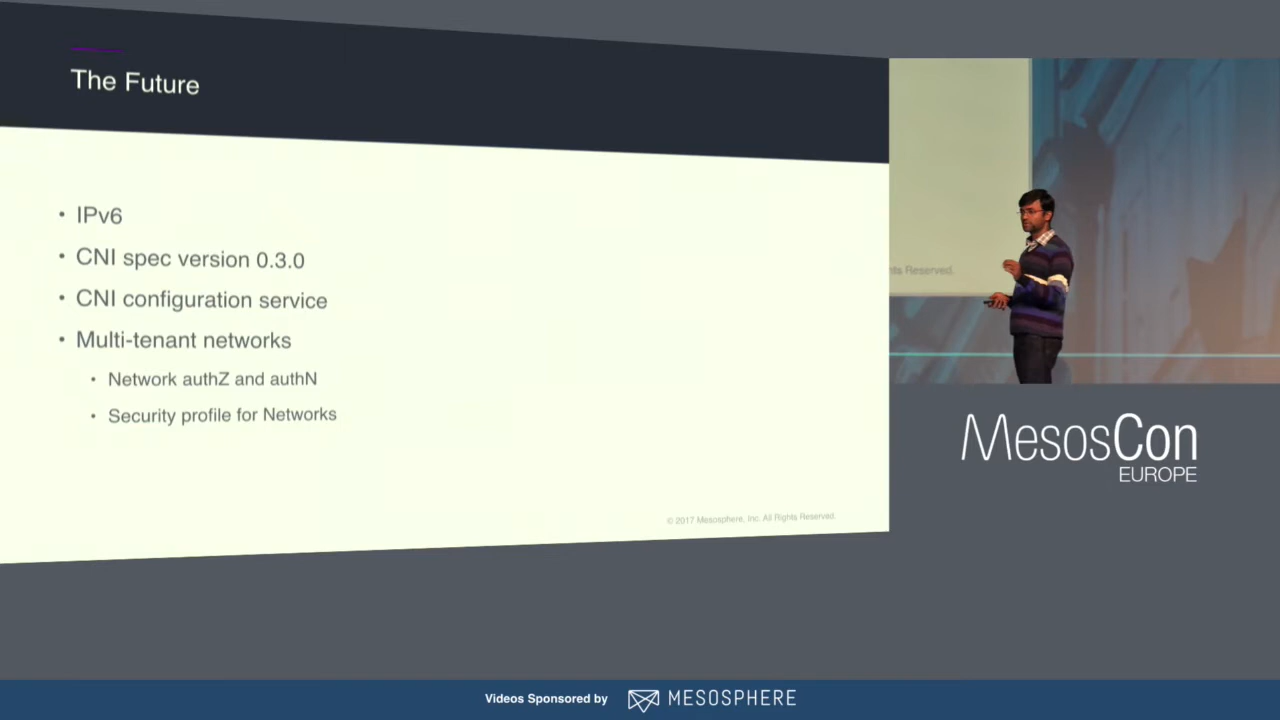 The Future
• IPv6
• CNI spec version 0.3.0
• CNI configuration service
• Multi-tenant networks
• Network authZ and authN
• Security profile for Networks
© 2017 Mesosphere, Inc. All Rights Reserved.
Reserved.
MesosCon
EUROPE
Videos Sponsored by MESOSPHERE